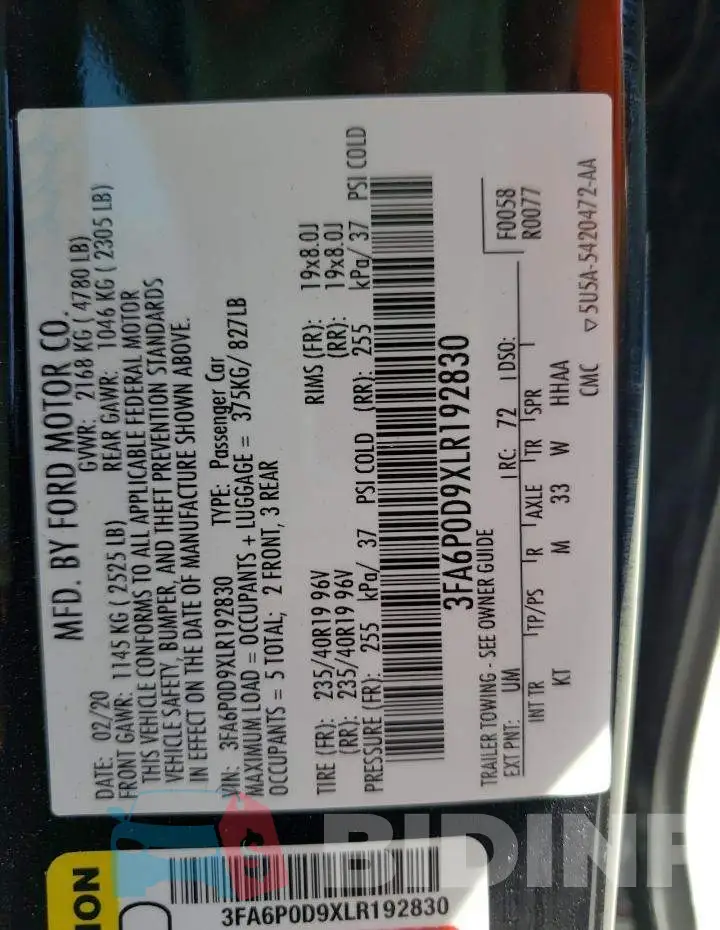 MFD. BY FORD MOTOR CO.
DATE: 02/20 GVWR: 2168 KG ( 4780 LB)
FRONT GAWR: 1145 KG ( 2525 LB) REAR GAWR: 1046 KG ( 2305 LB)
THIS VEHICLE CONFORMS TO ALL APPLICABLE FEDERAL MOTOR
VEHICLE SAFETY, BUMPER, AND THEFT PREVENTION STANDARDS
IN EFFECT ON THE DATE OF MANUFACTURE SHOWN ABOVE.
VIN: 3FA6P0D9XLR192830 TYPE: Passenger Car
MAXIMUM LOAD = OCCUPANTS + LUGGAGE = 375KG/ 827LB
OCCUPANTS = 5 TOTAL; 2 FRONT, 3 REAR
TIRE (FR): 235/40R19 96V RIMS (FR): 19x8.0J
(RR): 235/40R19 96V (RR): 19x8.0J
PRESSURE (FR): 255 kPa/ 37 PSI COLD (RR): 255 kPa/ 37 PSI COLD
3FA6P0D9XLR192830
TRAILER TOWING - SEE OWNER GUIDE F0058
EXT PNT: UM RC: 72 DSO: R0077
INT TR TP/PS R AXLE TR SPR
KT M 33 W HHAA
CMC ▽5U5A-5420472-AA
ION
3FA6P0D9XLR192830